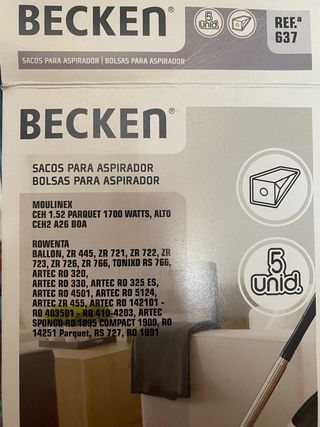 BECKEN®
5 unid.
REF.ª
637
SACOS PARA ASPIRADOR | BOLSAS PARA ASPIRADOR
BECKEN®
SACOS PARA ASPIRADOR
BOLSAS PARA ASPIRADOR
MOULINEX
CEH 1.52 PARQUET 1700 WATTS, ALTO
CEH2 A26 BOA
ROWENTA
BALLON, ZR 445, ZR 721, ZR 722, ZR
723, ZR 726, ZR 766, TONIXO RS 766,
ARTEC RO 320,
ARTEC RO 330, ARTEC RO 325 ES,
ARTEC RO 4501, ARTEC RO 5124,
ARTEC ZR 455, ARTEC RO 142101 -
RO 403501 - RO 410-4203, ARTEC
SPONGO RO 1095 COMPACT 1900, RO
14251 Parquet, RS 727, RO 1091
5
unid.